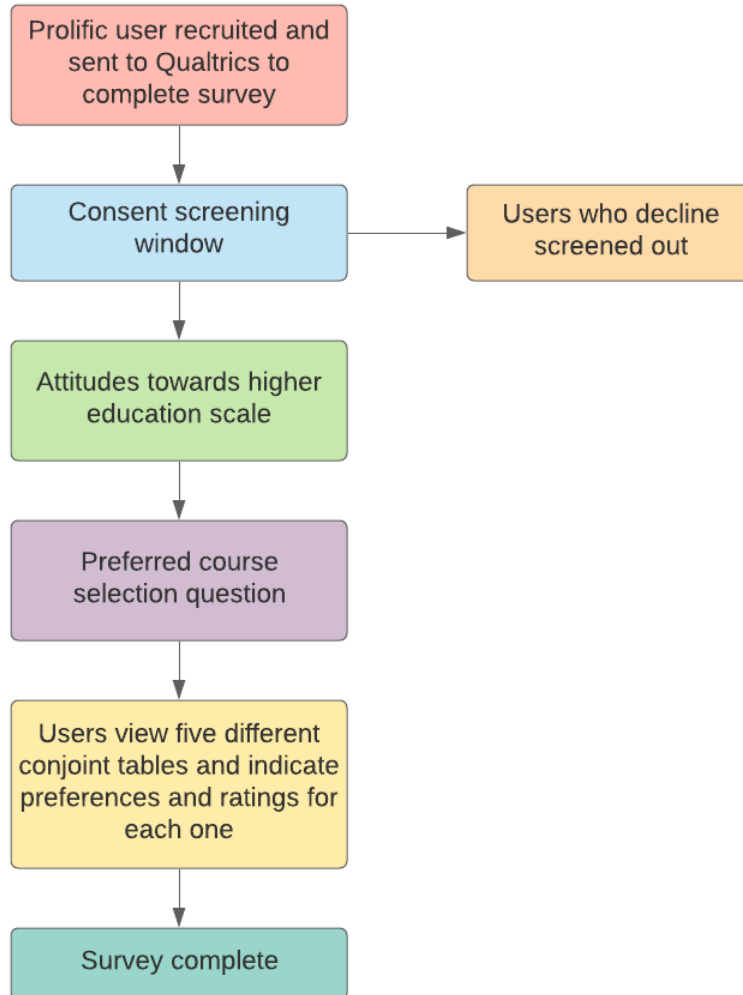 Prolific user recruited and
sent to Qualtrics to
complete survey
Consent screening
window
Users who decline
screened out
Attitudes towards higher
education scale
Preferred course
selection question
Users view five different
conjoint tables and indicate
preferences and ratings for
each one
Survey complete